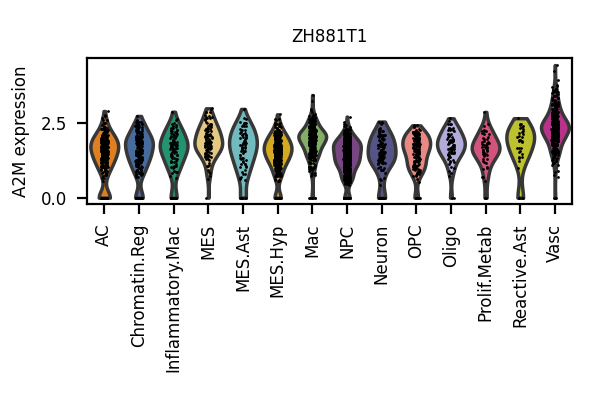 ZH881T1
A2M expression
2.5
0.0
AC
Chromatin.Reg
Inflammatory.Mac
MES
MES.Ast
MES.Hyp
Mac
NPC
Neuron
OPC
Oligo
Prolif.Metab
Reactive.Ast
Vasc